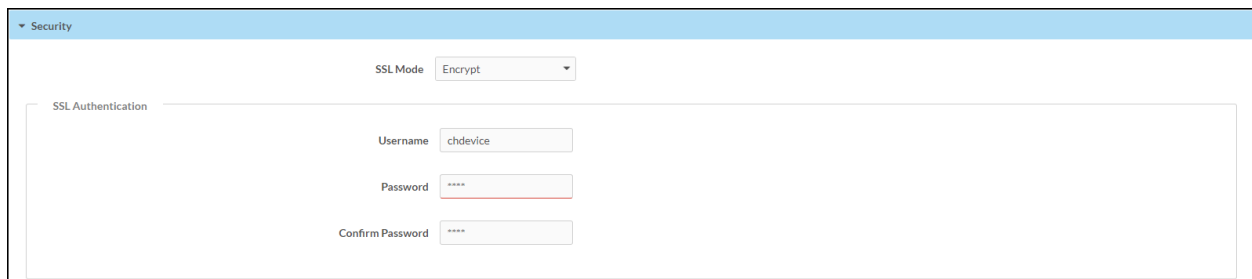 Security
SSL Mode Encrypt
SSL Authentication
Username chdevice
Password ****
Confirm Password ****